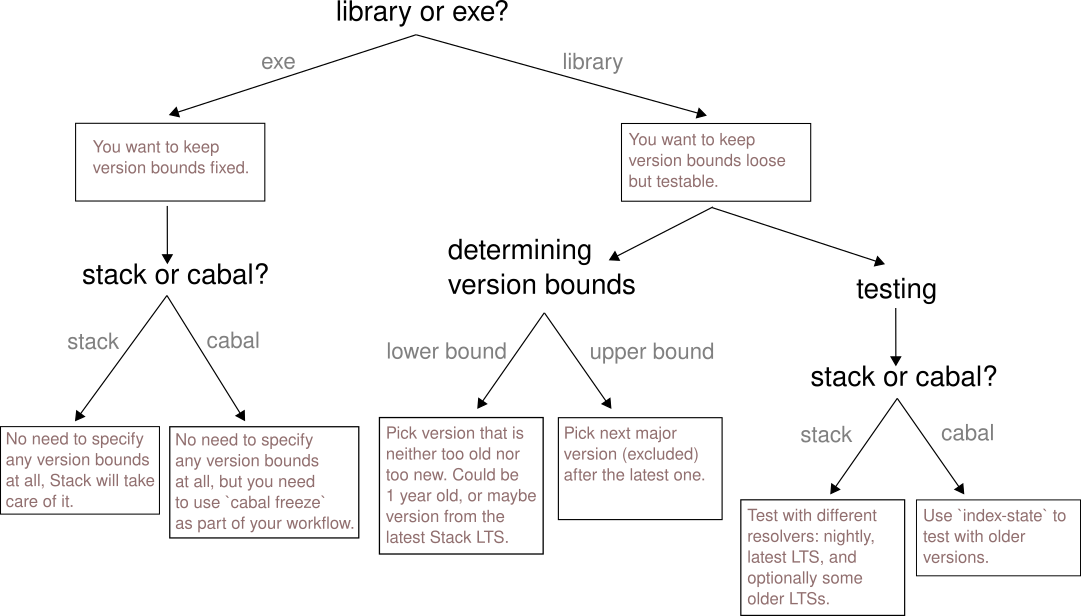 library or exe?
exe
library
You want to keep
version bounds fixed.
You want to keep
version bounds loose
but testable.
stack or cabal?
determining
version bounds
testing
stack
cabal
lower bound
upper bound
stack or cabal?
stack
cabal
No need to specify
any version bounds
at all, Stack will take
care of it.
No need to specify
any version bounds
at all, but you need
to use `cabal freeze`
as part of your workflow.
Pick version that is
neither too old nor
too new. Could be
1 year old, or maybe
version from the
latest Stack LTS.
Pick next major
version (excluded)
after the latest one.
Test with different
resolvers: nightly,
latest LTS, and
optionally some
older LTSs.
Use `index-state` to
test with older
versions.